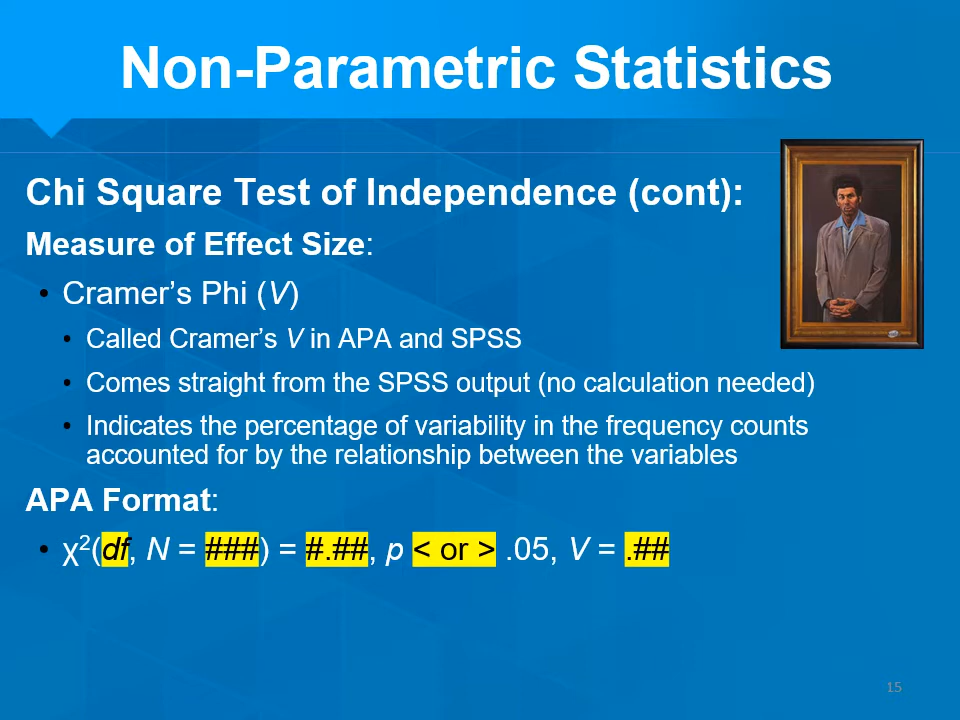 Non-Parametric Statistics
Chi Square Test of Independence (cont):
Measure of Effect Size:
• Cramer’s Phi (V)
• Called Cramer’s V in APA and SPSS
• Comes straight from the SPSS output (no calculation needed)
• Indicates the percentage of variability in the frequency counts
accounted for by the relationship between the variables
APA Format:
• χ²(df, N = ###) = #.##, p < or > .05, V = .##
15